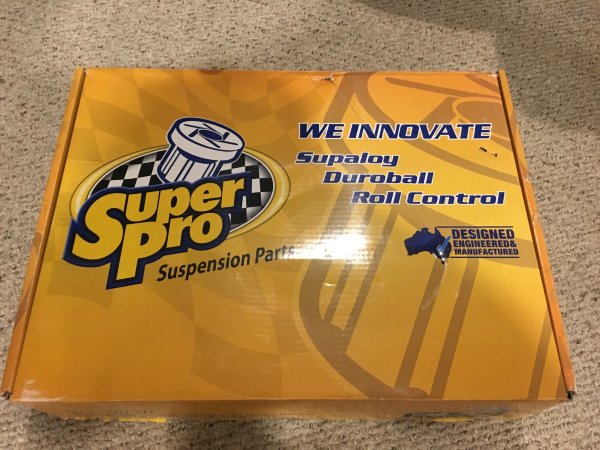 Super
Pro
Suspension Parts
WE INNOVATE
Supaloy
Duroball
Roll Control
DESIGNED
ENGINEERED&
MANUFACTURED